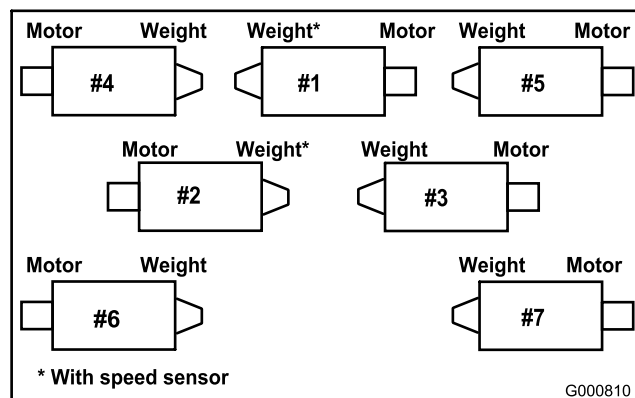 Motor Weight Weight* Motor Weight Motor
#4 #1 #5
Motor Weight* Weight Motor
#2 #3
Motor Weight Weight Motor
#6 #7
* With speed sensor
G000810